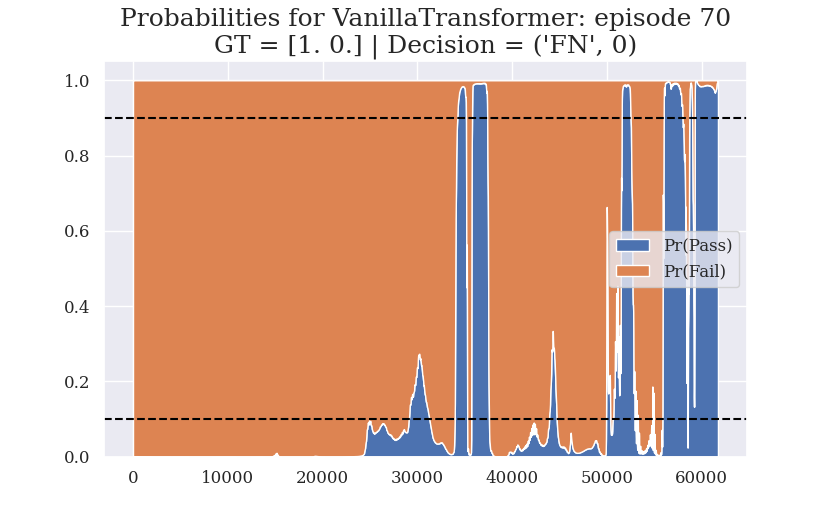 Probabilities for VanillaTransformer: episode 70
GT = [1. 0.] | Decision = ('FN', 0)
1.0
0.8
0.6
0.4
0.2
0.0
Pr(Pass)
Pr(Fail)
0 10000 20000 30000 40000 50000 60000